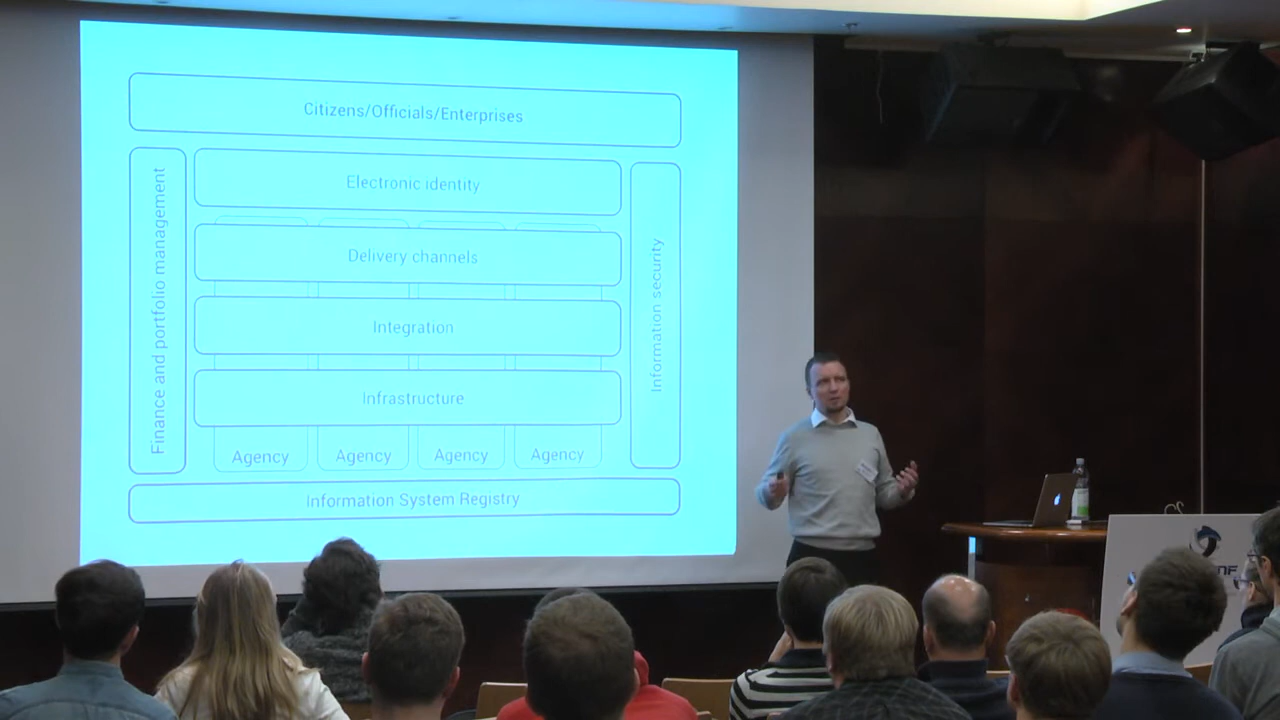 Citizens/Officials/Enterprises
Finance and portfolio management
Electronic identity
Delivery channels
Integration
Infrastructure
Agency
Agency
Agency
Agency
Information security
Information System Registry